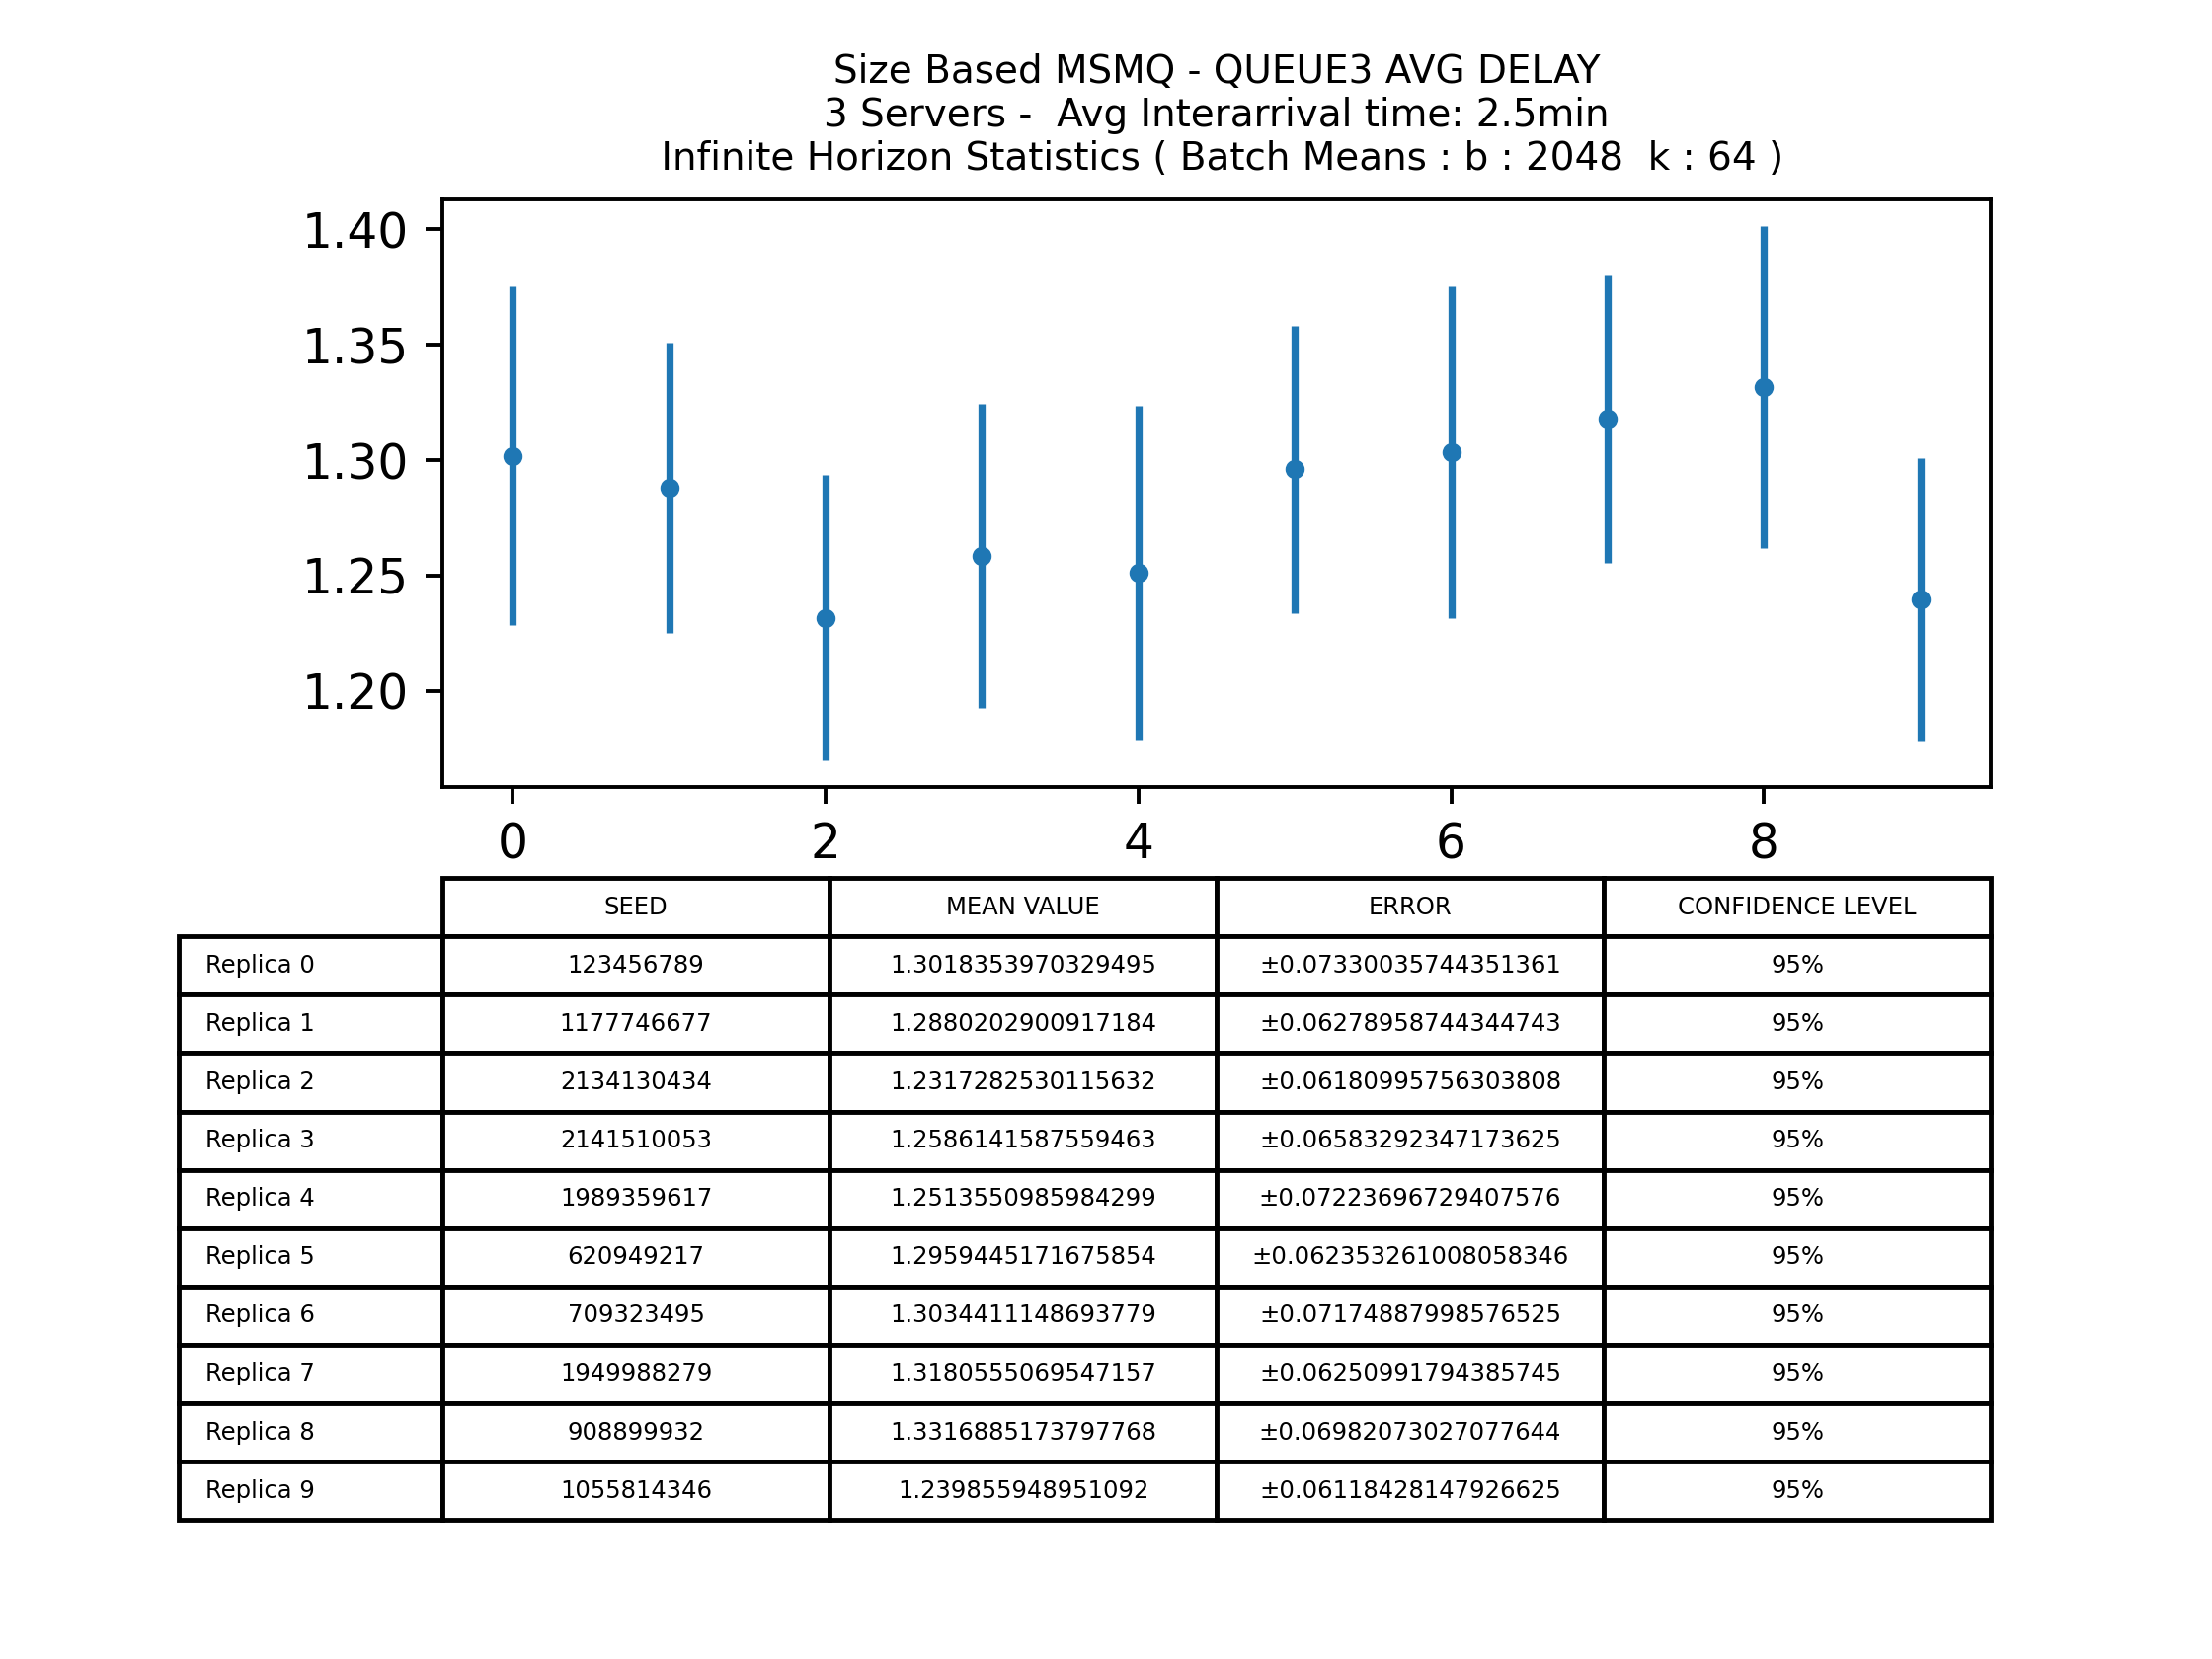 Size Based MSMQ - QUEUE3 AVG DELAY
3 Servers -  Avg Interarrival time: 2.5min
Infinite Horizon Statistics ( Batch Means : b : 2048  k : 64 )
1.40
1.35
1.30
1.25
1.20
0 2 4 6 8
SEED MEAN VALUE ERROR CONFIDENCE LEVEL
Replica 0 123456789 1.3018353970329495 ±0.07330035744351361 95%
Replica 1 1177746677 1.2880202900917184 ±0.06278958744344743 95%
Replica 2 2134130434 1.2317282530115632 ±0.06180995756303808 95%
Replica 3 2141510053 1.2586141587559463 ±0.06583292347173625 95%
Replica 4 1989359617 1.2513550985984299 ±0.07223696729407576 95%
Replica 5 620949217 1.2959445171675854 ±0.062353261008058346 95%
Replica 6 709323495 1.3034411148693779 ±0.07174887998576525 95%
Replica 7 1949988279 1.3180555069547157 ±0.06250991794385745 95%
Replica 8 908899932 1.3316885173797768 ±0.06982073027077644 95%
Replica 9 1055814346 1.239855948951092 ±0.06118428147926625 95%